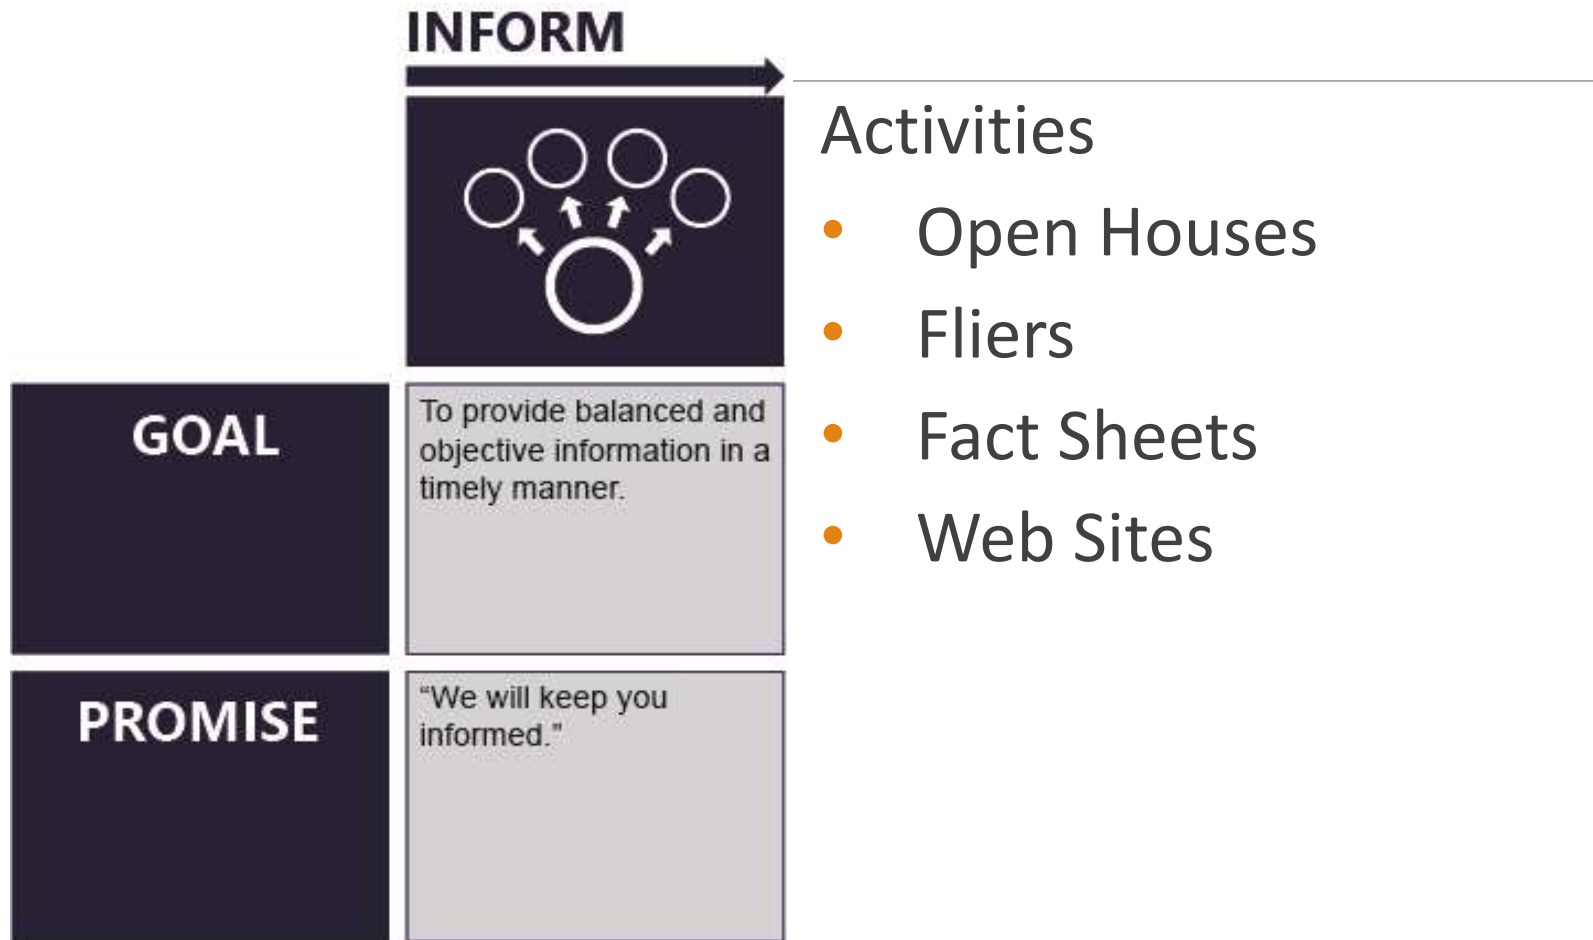 INFORM
GOAL
To provide balanced and
objective information in a
timely manner.
PROMISE
“We will keep you
informed.”
Activities
• Open Houses
• Fliers
• Fact Sheets
• Web Sites